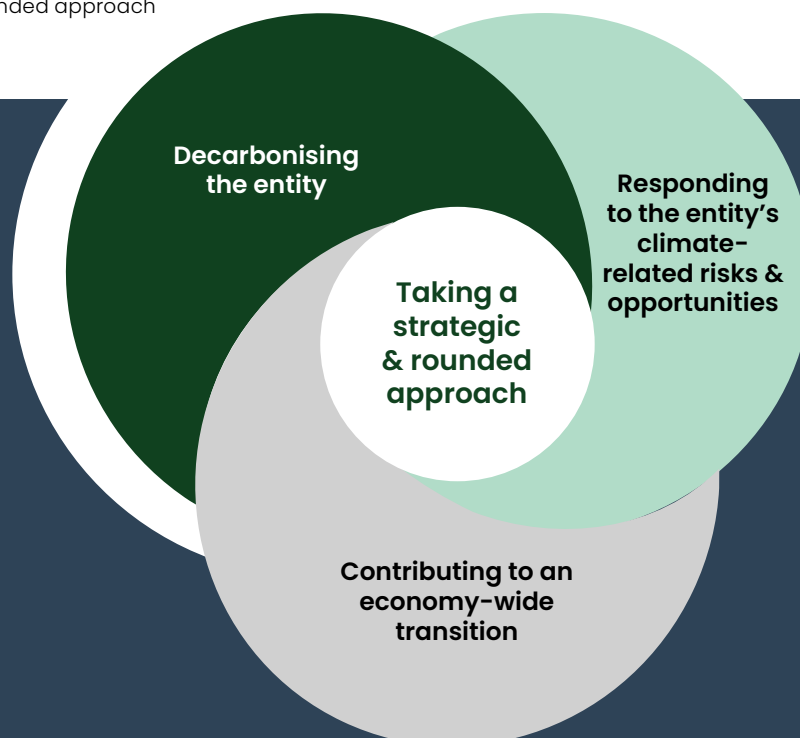 nded approach
Decarbonising
the entity
Responding
to the entity’s
climate-
related risks &
opportunities
Taking a
strategic
& rounded
approach
Contributing to an
economy-wide
transition